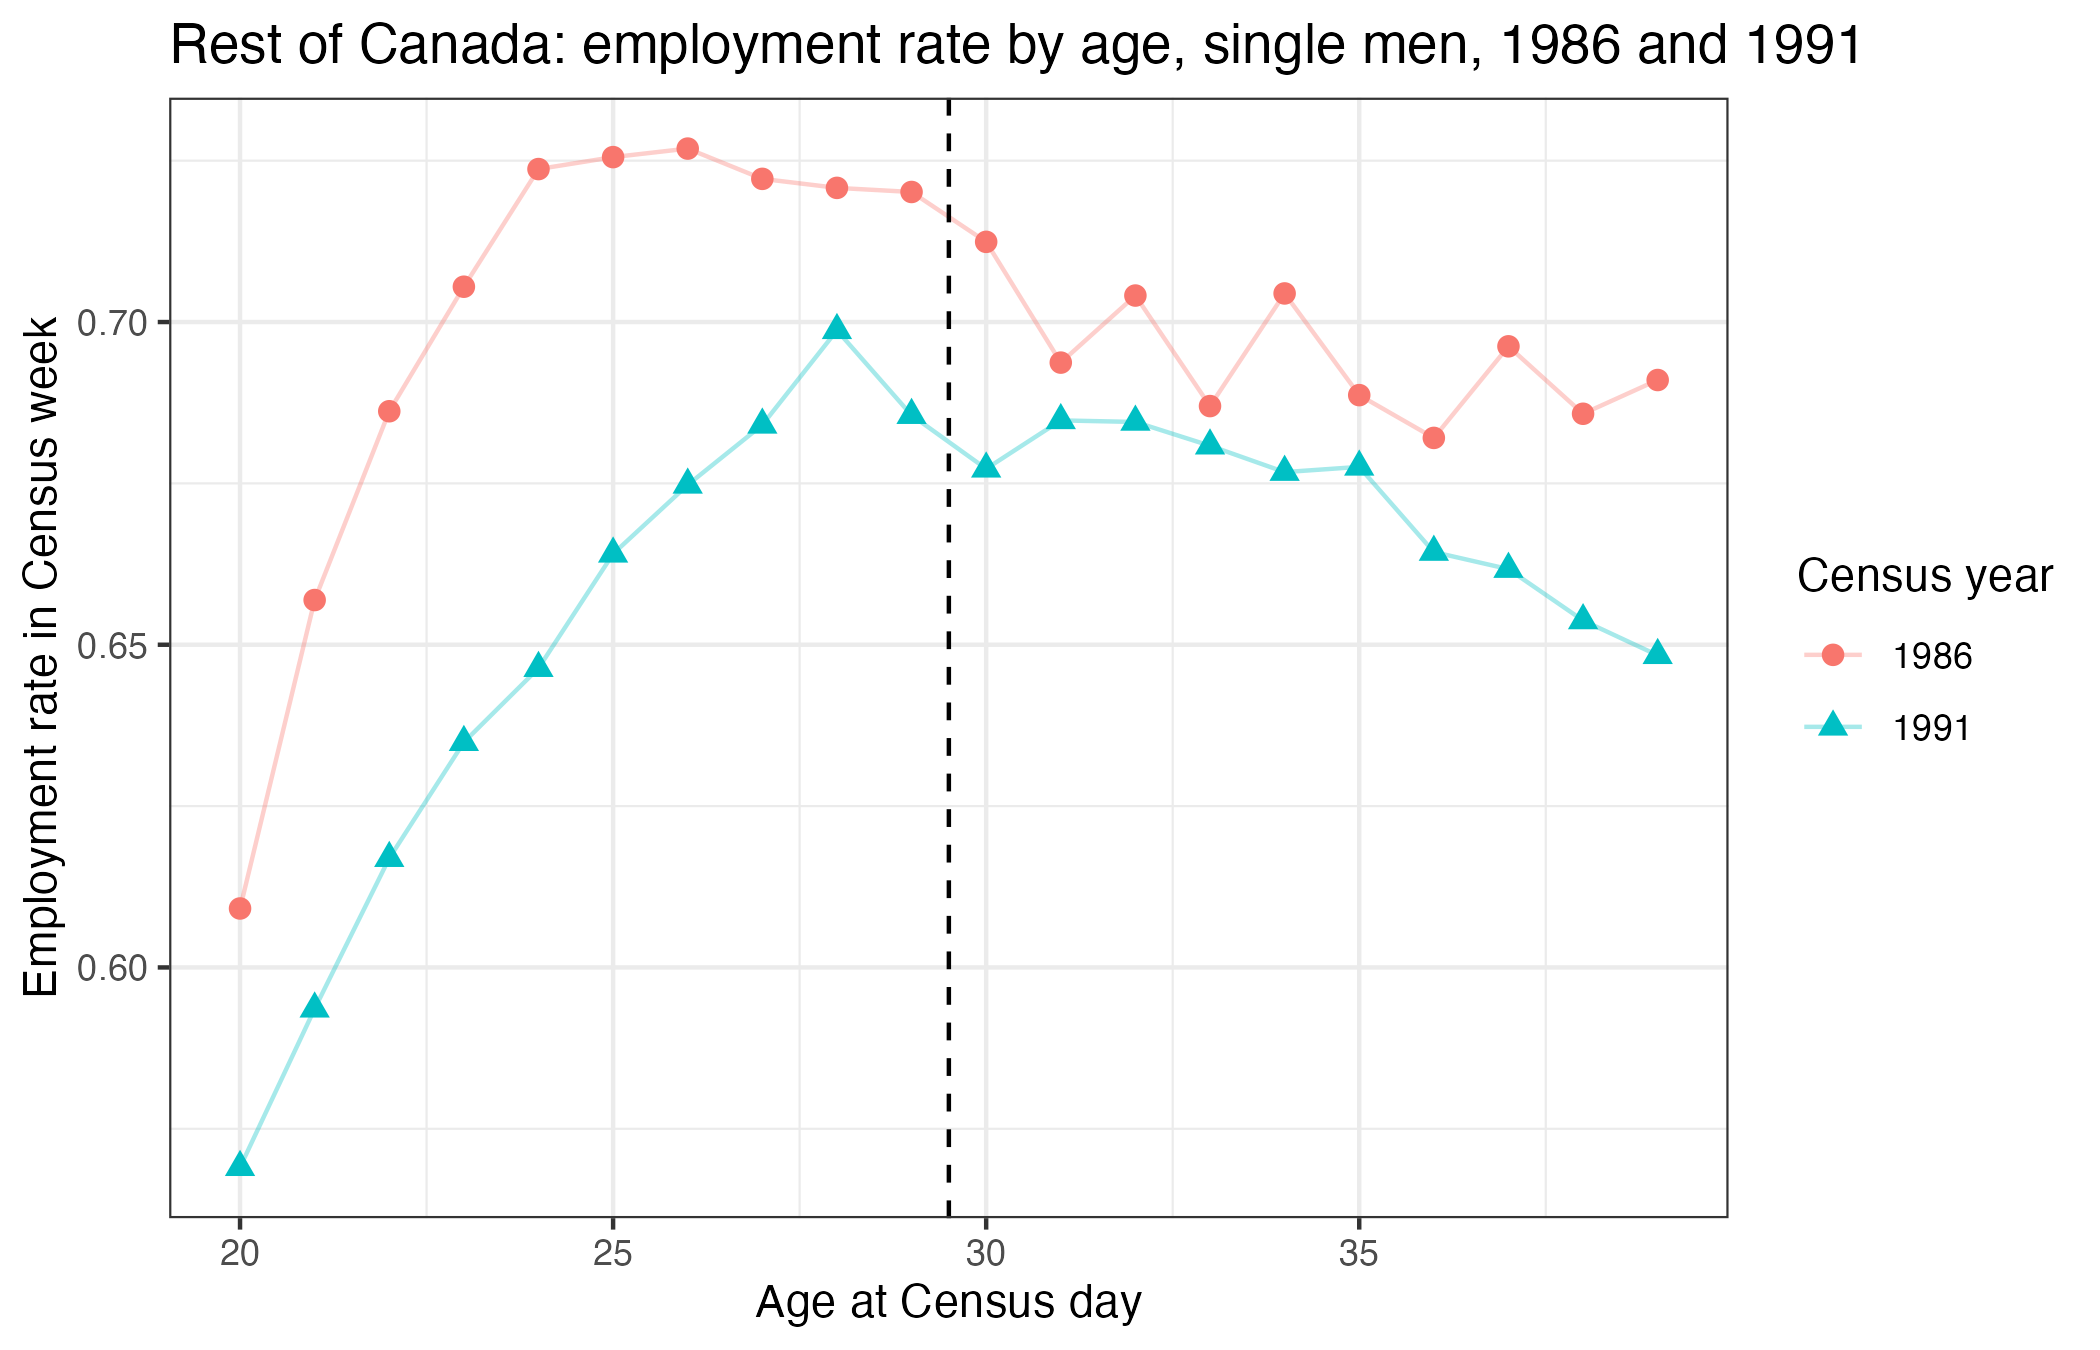 Rest of Canada: employment rate by age, single men, 1986 and 1991
Employment rate in Census week
0.70
0.65
0.60
20 25 30 35
Age at Census day
Census year
1986
1991